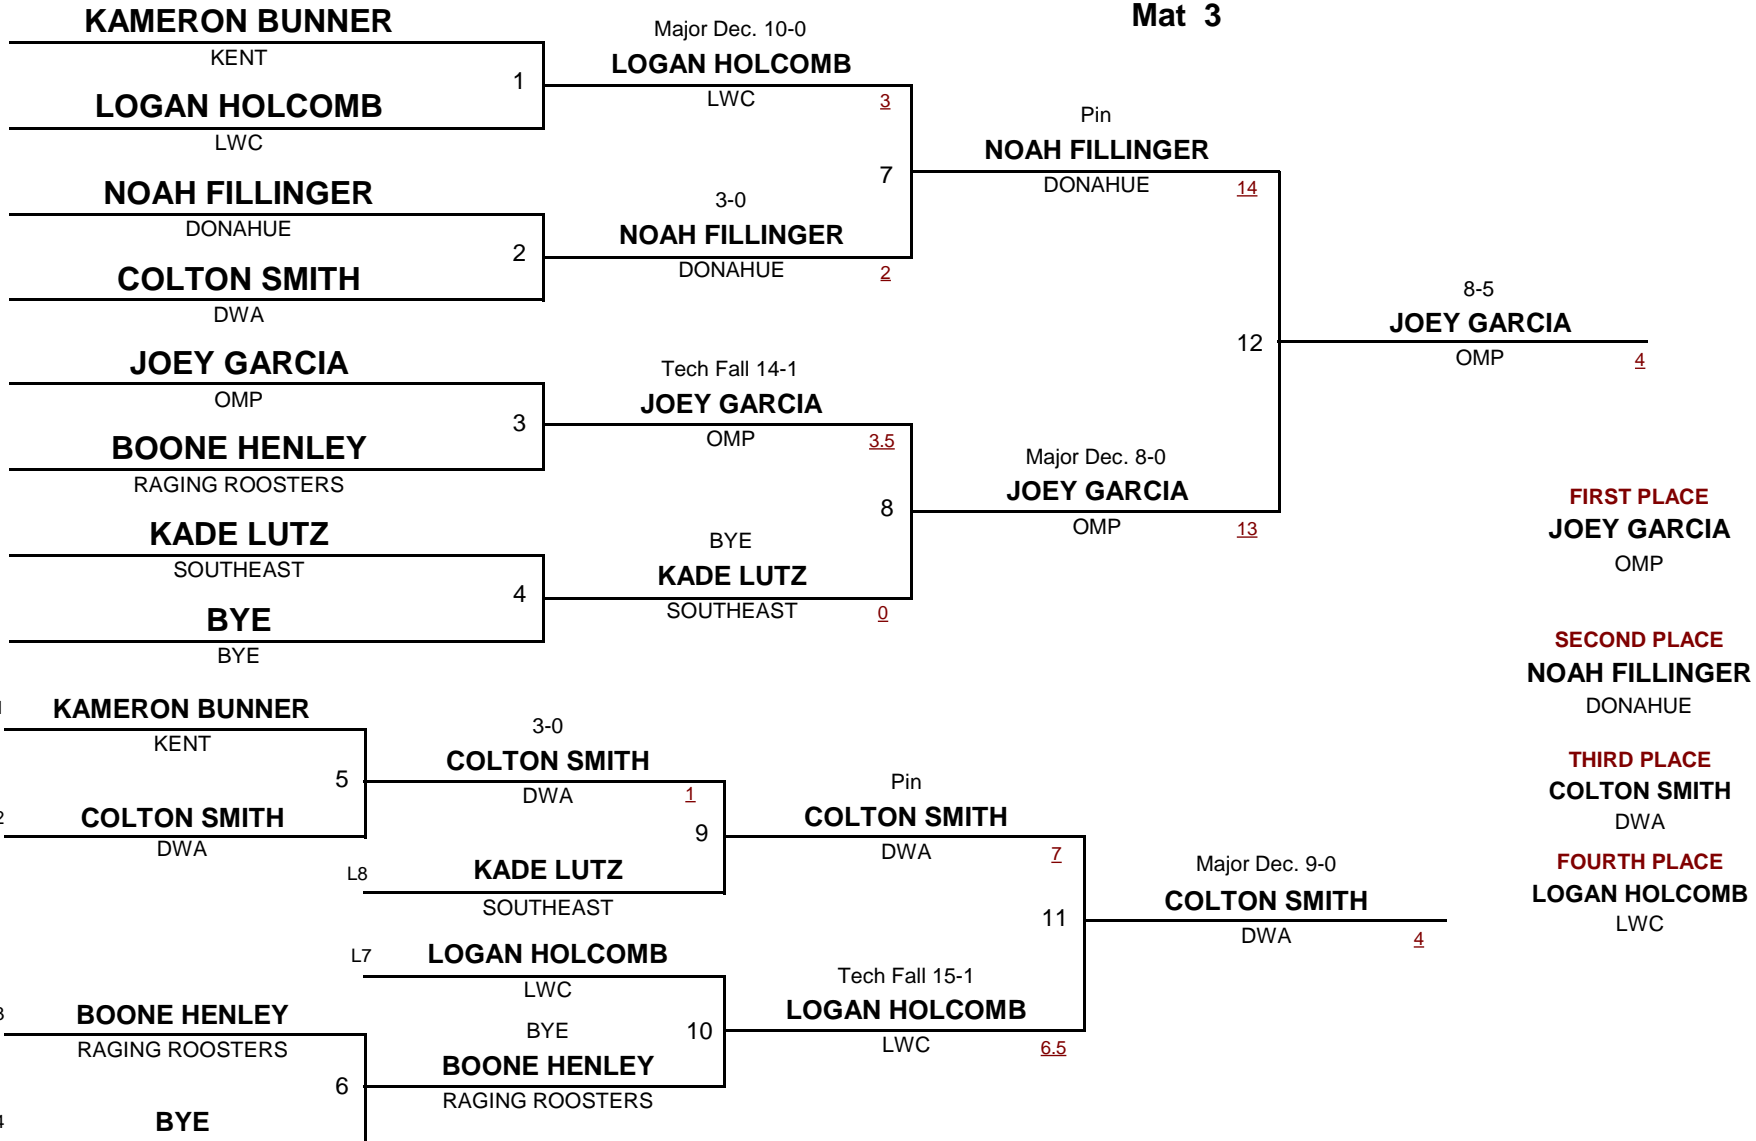 Mat 3
KAMERON BUNNER
KENT
1
LOGAN HOLCOMB
LWC
NOAH FILLINGER
DONAHUE
2
COLTON SMITH
DWA
JOEY GARCIA
OMP
3
BOONE HENLEY
RAGING ROOSTERS
KADE LUTZ
SOUTHEAST
4
BYE
BYE
Major Dec. 10-0
LOGAN HOLCOMB
LWC
3
7
3-0
NOAH FILLINGER
DONAHUE
2
Tech Fall 14-1
JOEY GARCIA
OMP
3.5
8
BYE
KADE LUTZ
SOUTHEAST
0
Pin
NOAH FILLINGER
DONAHUE
14
12
Major Dec. 8-0
JOEY GARCIA
OMP
13
8-5
JOEY GARCIA
OMP
4
FIRST PLACE
JOEY GARCIA
OMP
SECOND PLACE
NOAH FILLINGER
DONAHUE
THIRD PLACE
COLTON SMITH
DWA
FOURTH PLACE
LOGAN HOLCOMB
LWC
KAMERON BUNNER
KENT
5
2
COLTON SMITH
DWA
3
BOONE HENLEY
RAGING ROOSTERS
6
4
BYE
3-0
COLTON SMITH
DWA
1
9
L8
KADE LUTZ
SOUTHEAST
L7
LOGAN HOLCOMB
LWC
10
BYE
BOONE HENLEY
RAGING ROOSTERS
Pin
COLTON SMITH
DWA
7
11
Tech Fall 15-1
LOGAN HOLCOMB
LWC
6.5
Major Dec. 9-0
COLTON SMITH
DWA
4